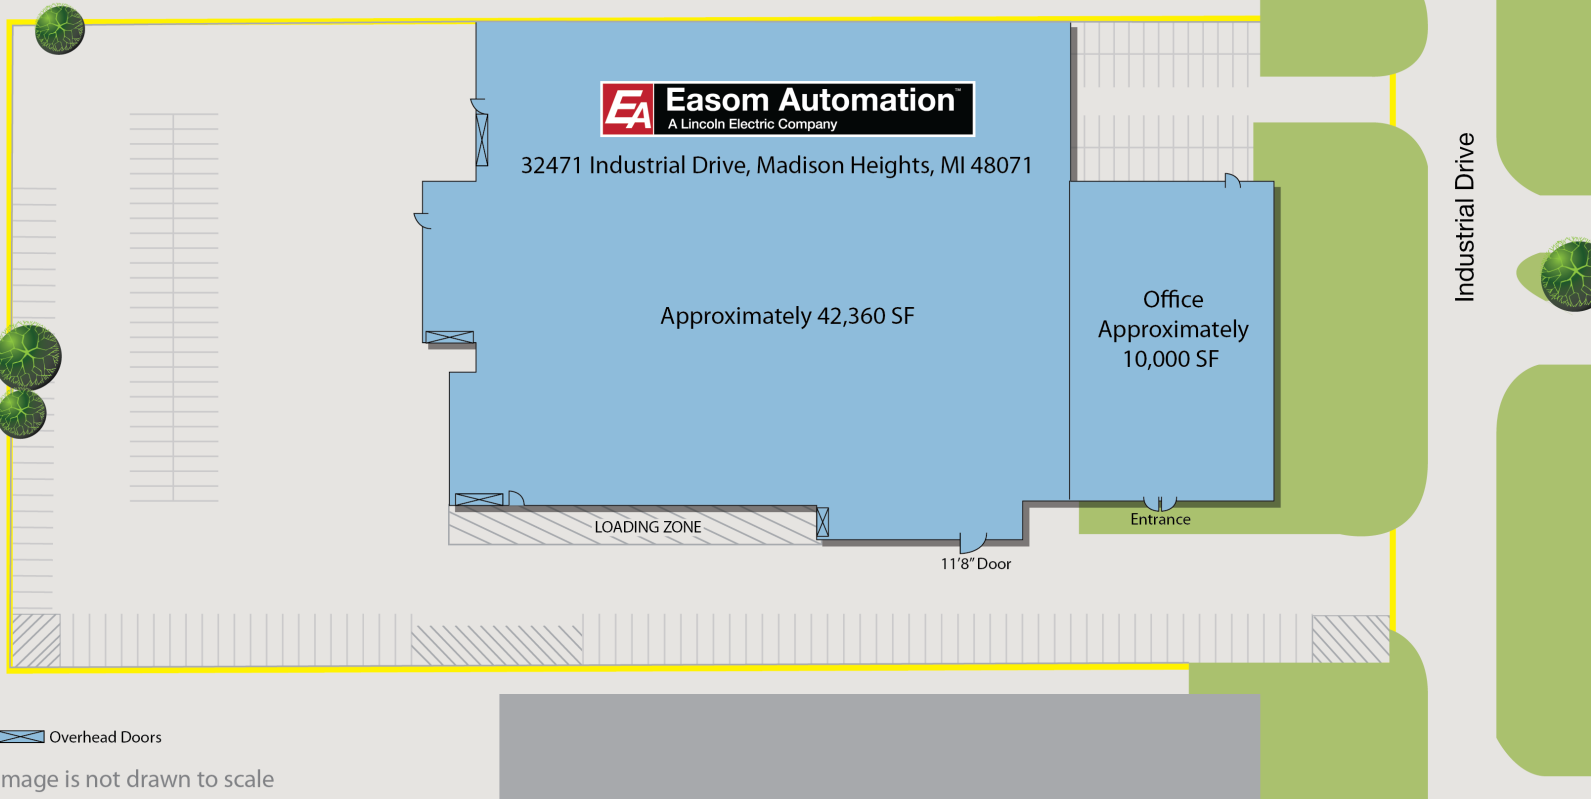 EA Easom Automation™
A Lincoln Electric Company
32471 Industrial Drive, Madison Heights, MI 48071
Industrial Drive
Approximately 42,360 SF
Office
Approximately
10,000 SF
LOADING ZONE
Entrance
11'8" Door
Overhead Doors
mage is not drawn to scale